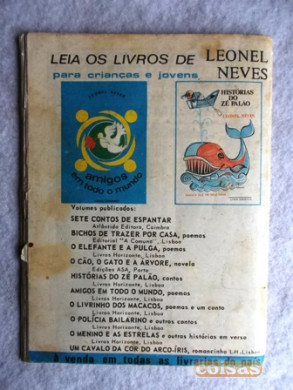 LEIA OS LIVROS DE LEONEL NEVES
para crianças e jovens
LEONEL NEVES
amigos
em todo o mundo
HISTÓRIAS
DO
ZÉ PALÃO
LEONEL NEVES
Volumes publicados:
SETE CONTOS DE ESPANTAR
Atlântida Editora, Coimbra
BICHOS DE TRAZER POR CASA, poemas
Editorial "A Comuna", Lisboa
O ELEFANTE E A PULGA, poemas
Livros Horizonte, Lisboa
O CÃO, O GATO E A ÁRVORE, novela
Edições ASA, Porto
HISTÓRIAS DO ZÉ PALÃO, contos
Livros Horizonte, Lisboa
AMIGOS EM TODO O MUNDO, poemas
Livros Horizonte, Lisboa
O LIVRINHO DOS MACACOS, poemas e um conto
Livros Horizonte, Lisboa
O POLÍCIA BAILARINO e outros contos
Livros Horizonte, Lisboa
O MENINO E AS ESTRELAS e outras histórias em verso
Livros Horizonte, Lisboa
UM CAVALO DA COR DO ARCO-ÍRIS, romancinho L.H.,Lisboa
à venda em todas as livrarias do país
coisas